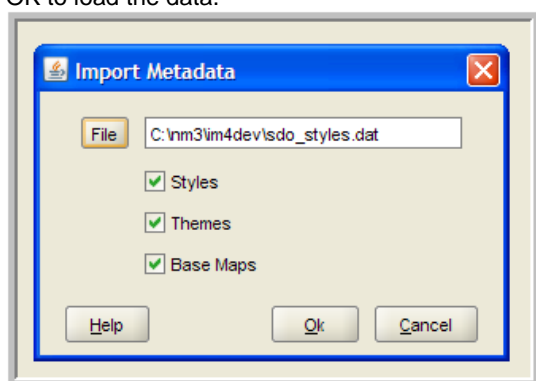 OK to load the data.
Import Metadata
File C:\nm3\im4dev\sdo_styles.dat
Styles
Themes
Base Maps
Help Ok Cancel